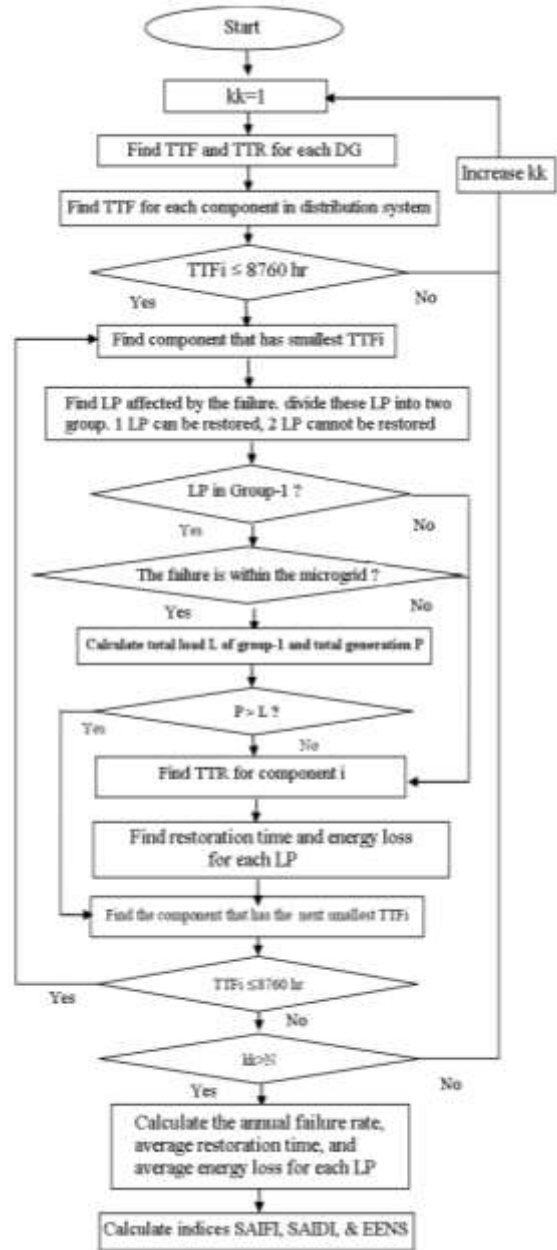 Start
kk=1
Find TTF and TTR for each DG
Increase kk
Find TTF for each component in distribution system
TTFi ≤ 8760 hr
Yes
No
Find component that has smallest TTFi
Find LP affected by the failure. divide these LP into two
group. 1 LP can be restored, 2 LP cannot be restored
LP in Group-1 ?
Yes
No
The failure is within the microgrid ?
Yes
No
Calculate total load L of group-1 and total generation P
P > L ?
Yes
No
Find TTR for component i
Find restoration time and energy loss
for each LP
Find the component that has the next smallest TTFi
TTFi ≤8760 hr
Yes
No
kk>N
Yes
No
Calculate the annual failure rate,
average restoration time, and
average energy loss for each LP
Calculate indices SAIFI, SAIDI, & EENS